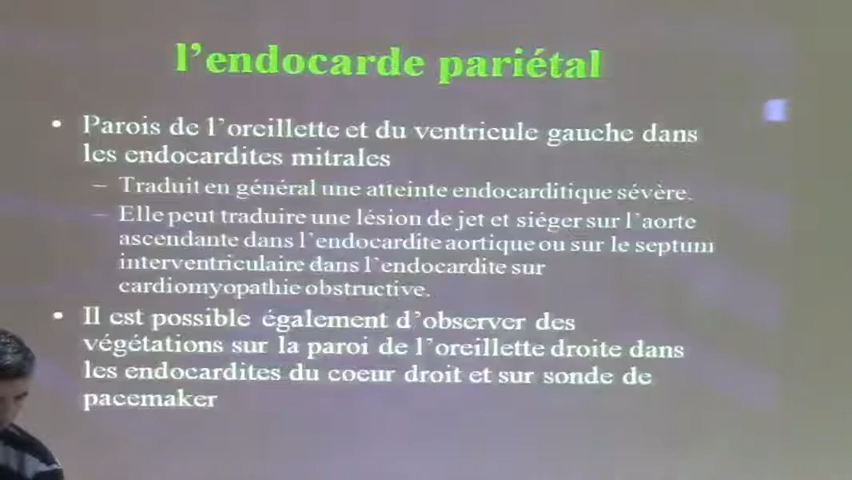 l'endocarde pariétal
• Parois de l'oreillette et du ventricule gauche dans
les endocardites mitrales
– Traduit en général une atteinte endocarditique sévère.
– Elle peut traduire une lésion de jet et siéger sur l'aorte
ascendante dans l'endocardite aortique ou sur le septum
interventriculaire dans l'endocardite sur
cardiomyopathie obstructive.
• Il est possible également d'observer des
végétations sur la paroi de l'oreillette droite dans
les endocardites du coeur droit et sur sonde de
pacemaker